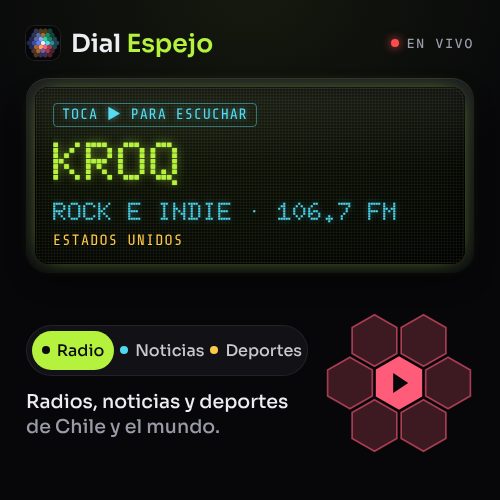 Dial Espejo
EN VIVO
TOCA ▶ PARA ESCUCHAR
KROQ
ROCK E INDIE · 106.7 FM
ESTADOS UNIDOS
Radio Noticias Deportes
Radios, noticias y deportes
de Chile y el mundo.